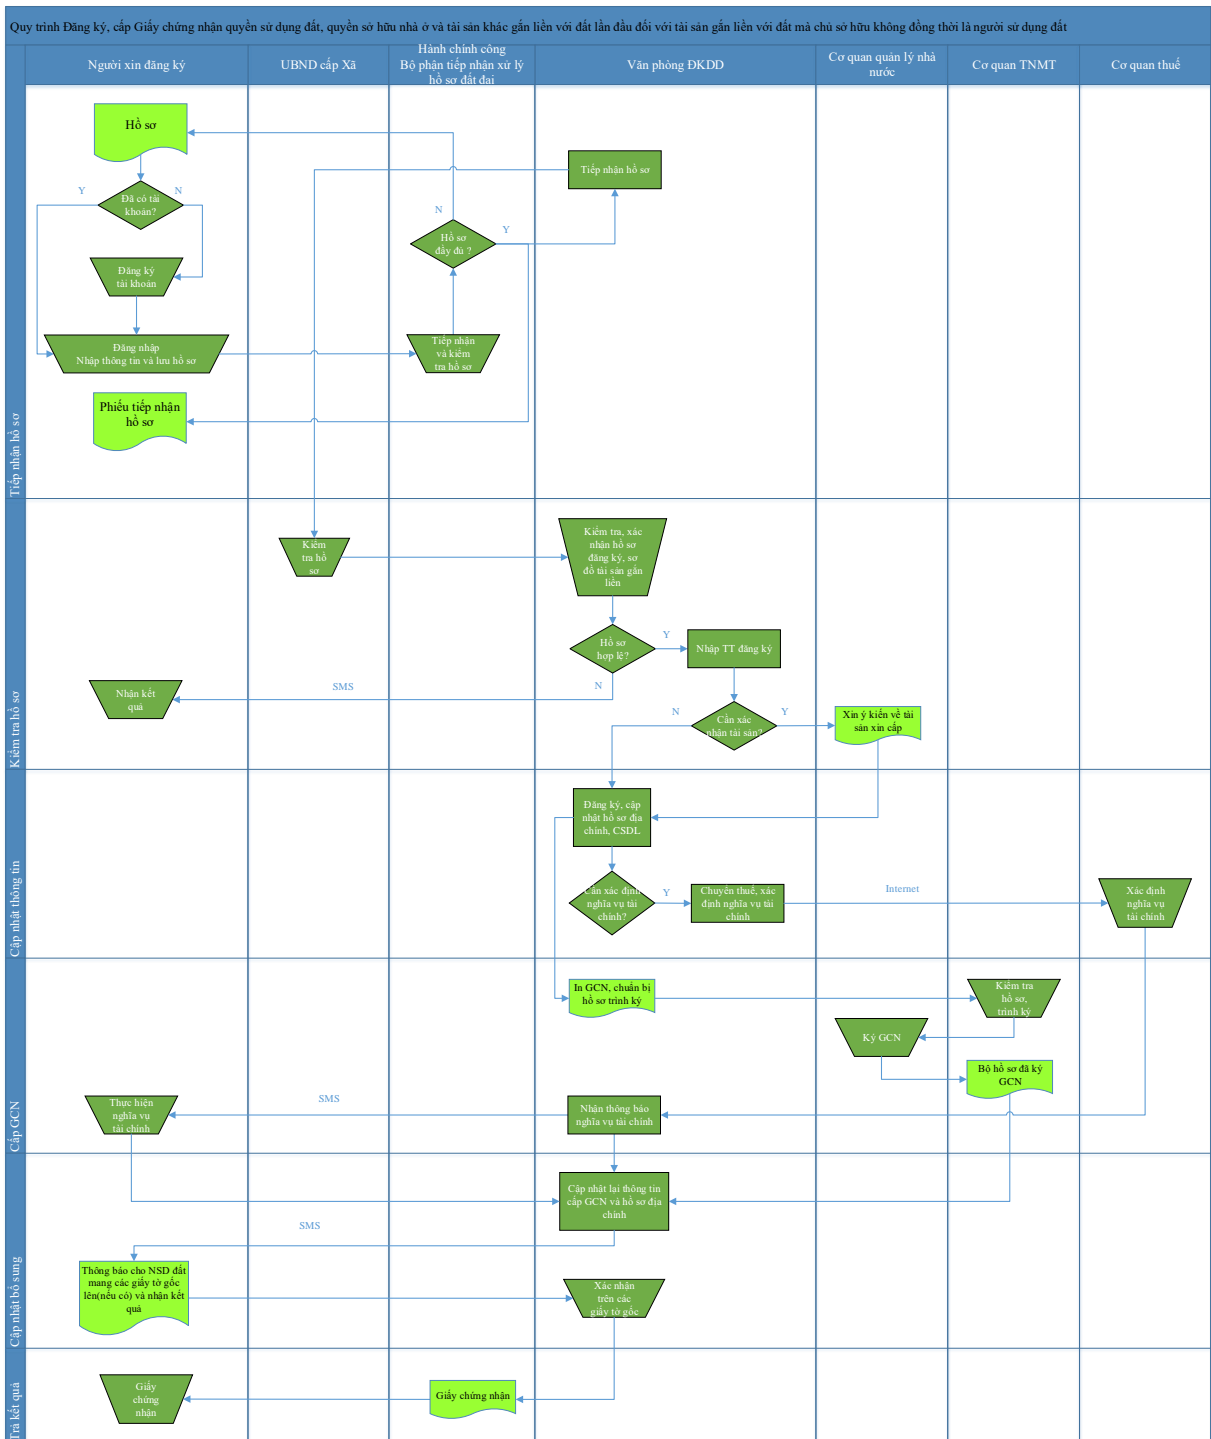 Quy trình Đăng ký, cấp Giấy chứng nhận quyền sử dụng đất, quyền sở hữu nhà ở và tài sản khác gắn liền với đất lần đầu đối với tài sản gắn liền với đất mà chủ sở hữu không đồng thời là người sử dụng đất
Người xin đăng ký
UBND cấp Xã
Hành chính công
Bộ phận tiếp nhận xử lý
hồ sơ đất đai
Văn phòng ĐKDD
Cơ quan quản lý nhà
nước
Cơ quan TNMT
Cơ quan thuế
Tiếp nhận hồ sơ
Hồ sơ
Y
N
Đã có tài
khoản?
Đăng ký
tài khoản
Đăng nhập
Nhập thông tin và lưu hồ sơ
Phiếu tiếp nhận
hồ sơ
N
Y
Hồ sơ
đầy đủ ?
Tiếp nhận
và kiểm
tra hồ sơ
Tiếp nhận hồ sơ
Kiểm tra hồ sơ
Kiểm
tra hồ
sơ
Kiểm tra, xác
nhận hồ sơ
đăng ký, sơ
đồ tài sản gắn
liền
Hồ sơ
hợp lệ?
Y
Nhập TT đăng ký
N
SMS
Nhận kết
quả
N
Cần xác
nhận tài sản?
Y
Xin ý kiến về tài
sản xin cấp
Cập nhật thông tin
Đăng ký, cập
nhật hồ sơ địa
chính, CSDL
Cần xác định
nghĩa vụ tài
chính?
Y
Chuyển thuế, xác
định nghĩa vụ tài
chính
Internet
Xác định
nghĩa vụ
tài chính
Cấp GCN
In GCN, chuẩn bị
hồ sơ trình ký
Kiểm tra
hồ sơ,
trình ký
Ký GCN
Bộ hồ sơ đã ký
GCN
Thực hiện
nghĩa vụ
tài chính
SMS
Nhận thông báo
nghĩa vụ tài chính
Cập nhật bổ sung
Cập nhật lại thông tin
cấp GCN và hồ sơ địa
chính
SMS
Thông báo cho NSD đất
mang các giấy tờ gốc
lên(nếu có) và nhận kết
quả
Xác nhận
trên các
giấy tờ gốc
Trả kết quả
Giấy
chứng
nhận
Giấy chứng nhận